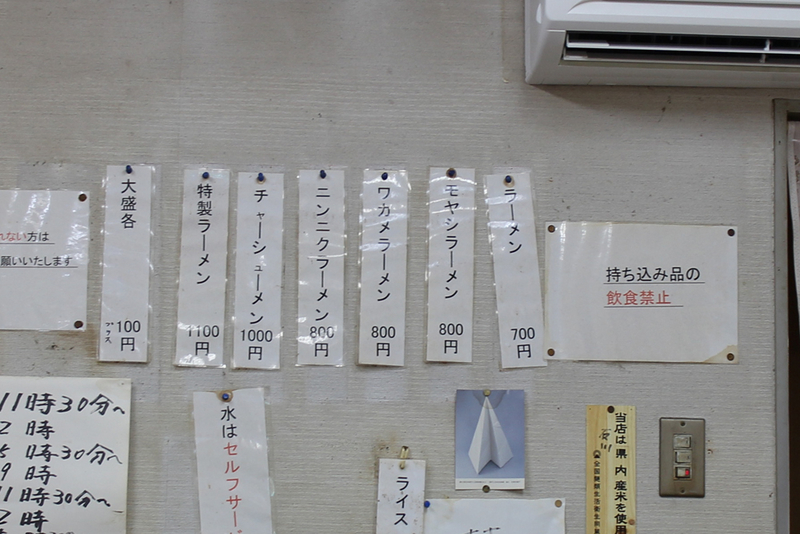 ラーメン
700
円
モヤシラーメン
800
円
ワカメラーメン
800
円
ニンニクラーメン
800
円
チャーシューメン
1000
円
特製ラーメン
1100
円
大盛各
プラス
100
円
持ち込み品の
飲食禁止
れない方は
願いいたします
11時30分〜
2時
5時30分〜
9時
11時30分〜
2時
水はセルフサービ
ライス
当店は県内産米を使用